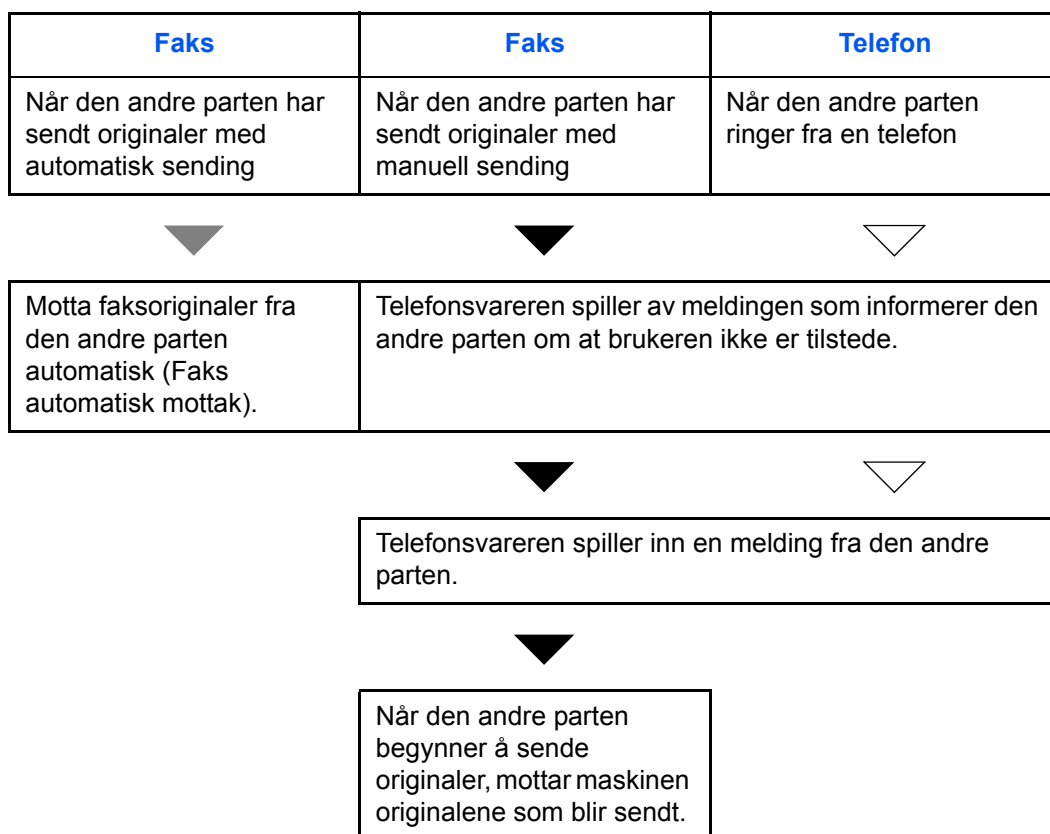 Faks
Faks
Telefon
Når den andre parten har
sendt originaler med
automatisk sending
Når den andre parten har
sendt originaler med
manuell sending
Når den andre parten
ringer fra en telefon
Motta faksoriginaler fra
den andre parten
automatisk (Faks
automatisk mottak).
Telefonsvareren spiller av meldingen som informerer den
andre parten om at brukeren ikke er tilstede.
Telefonsvareren spiller inn en melding fra den andre
parten.
Når den andre parten
begynner å sende
originaler, mottar maskinen
originalene som blir sendt.